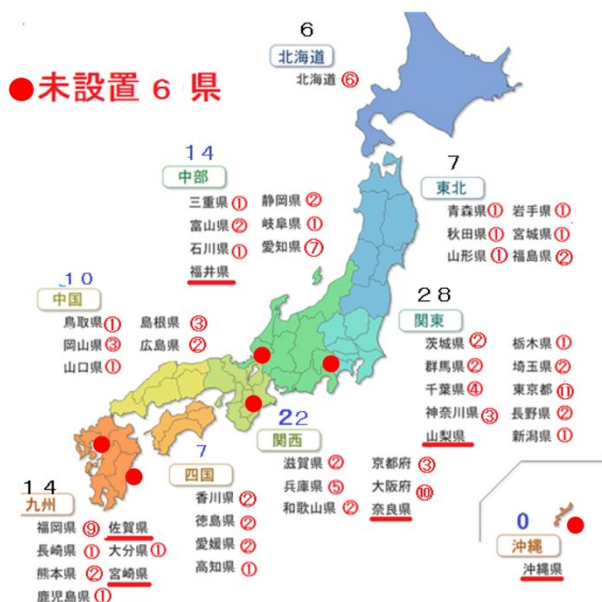 6
北海道
北海道⑥
●未設置 6 県
14
中部
三重県① 静岡県②
富山県② 岐阜県①
石川県① 愛知県⑦
福井県
7
東北
青森県① 岩手県①
秋田県① 宮城県①
山形県① 福島県②
10
中国
鳥取県① 島根県③
岡山県③ 広島県②
山口県①
28
関東
茨城県② 栃木県①
群馬県② 埼玉県②
千葉県④ 東京都⑪
神奈川県③ 長野県②
山梨県 新潟県①
22
関西
滋賀県② 京都府③
兵庫県⑤ 大阪府⑩
和歌山県② 奈良県
7
四国
香川県②
徳島県②
愛媛県②
高知県①
14
九州
福岡県⑨ 佐賀県
長崎県① 大分県①
熊本県② 宮崎県
鹿児島県①
0
沖縄
沖縄県